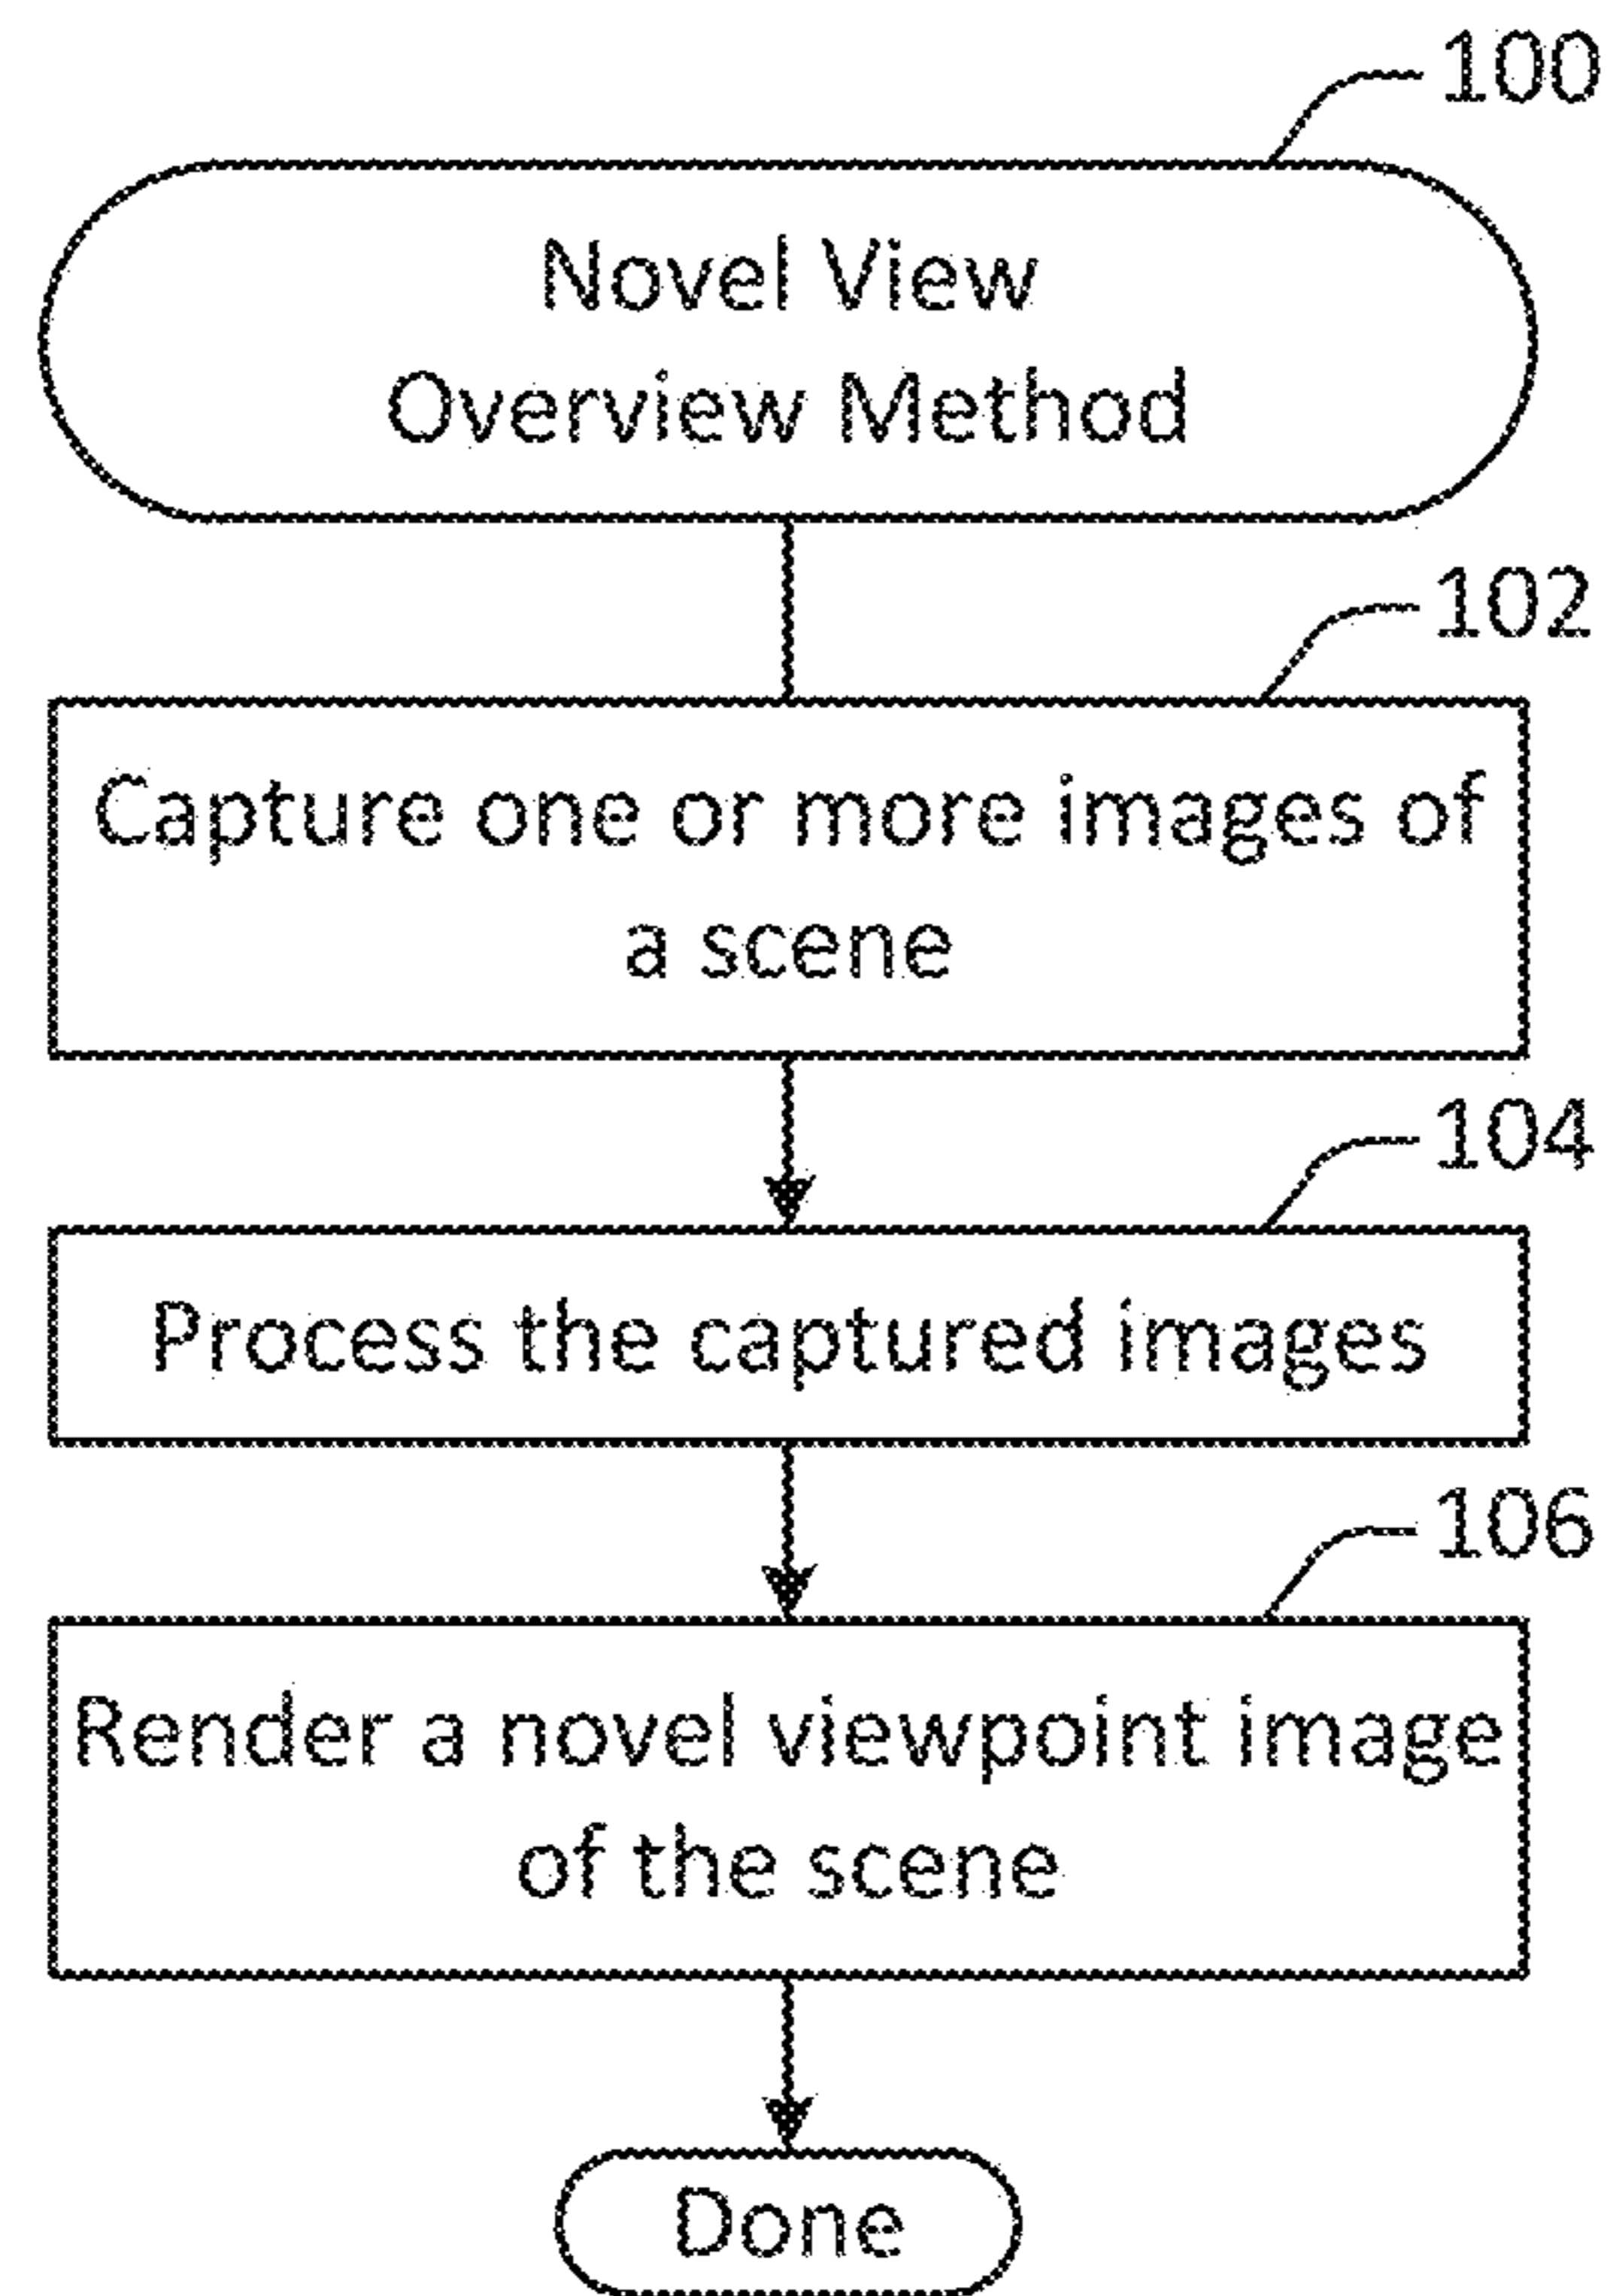 100
Novel View
Overview Method
102
Capture one or more images of
a scene
104
Process the captured images
106
Render a novel viewpoint image
of the scene
Done